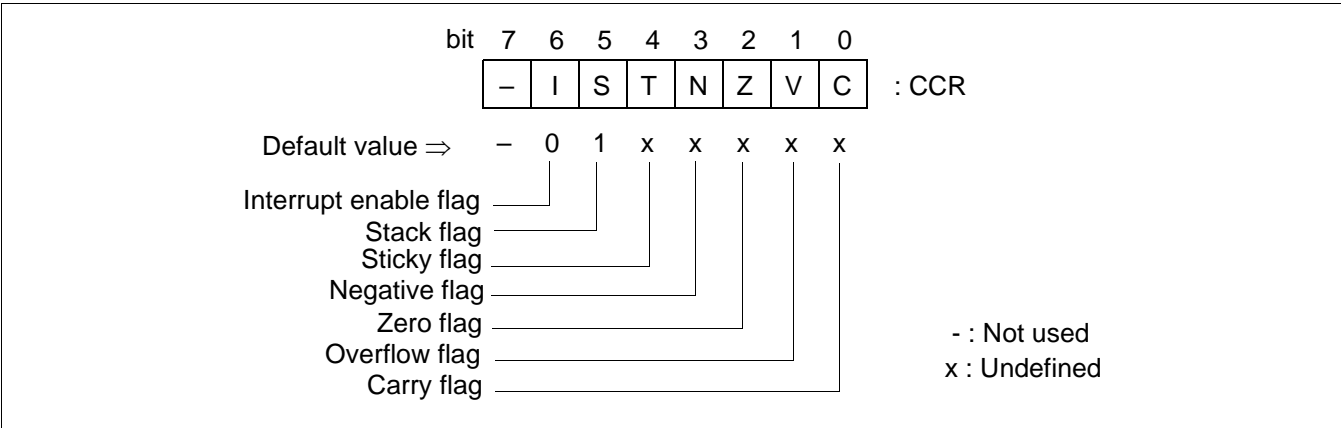 bit 7 6 5 4 3 2 1 0
– I S T N Z V C : CCR
Default value ⇒ – 0 1 x x x x x
Interrupt enable flag
Stack flag
Sticky flag
Negative flag
Zero flag
Overflow flag
Carry flag
- : Not used
x : Undefined